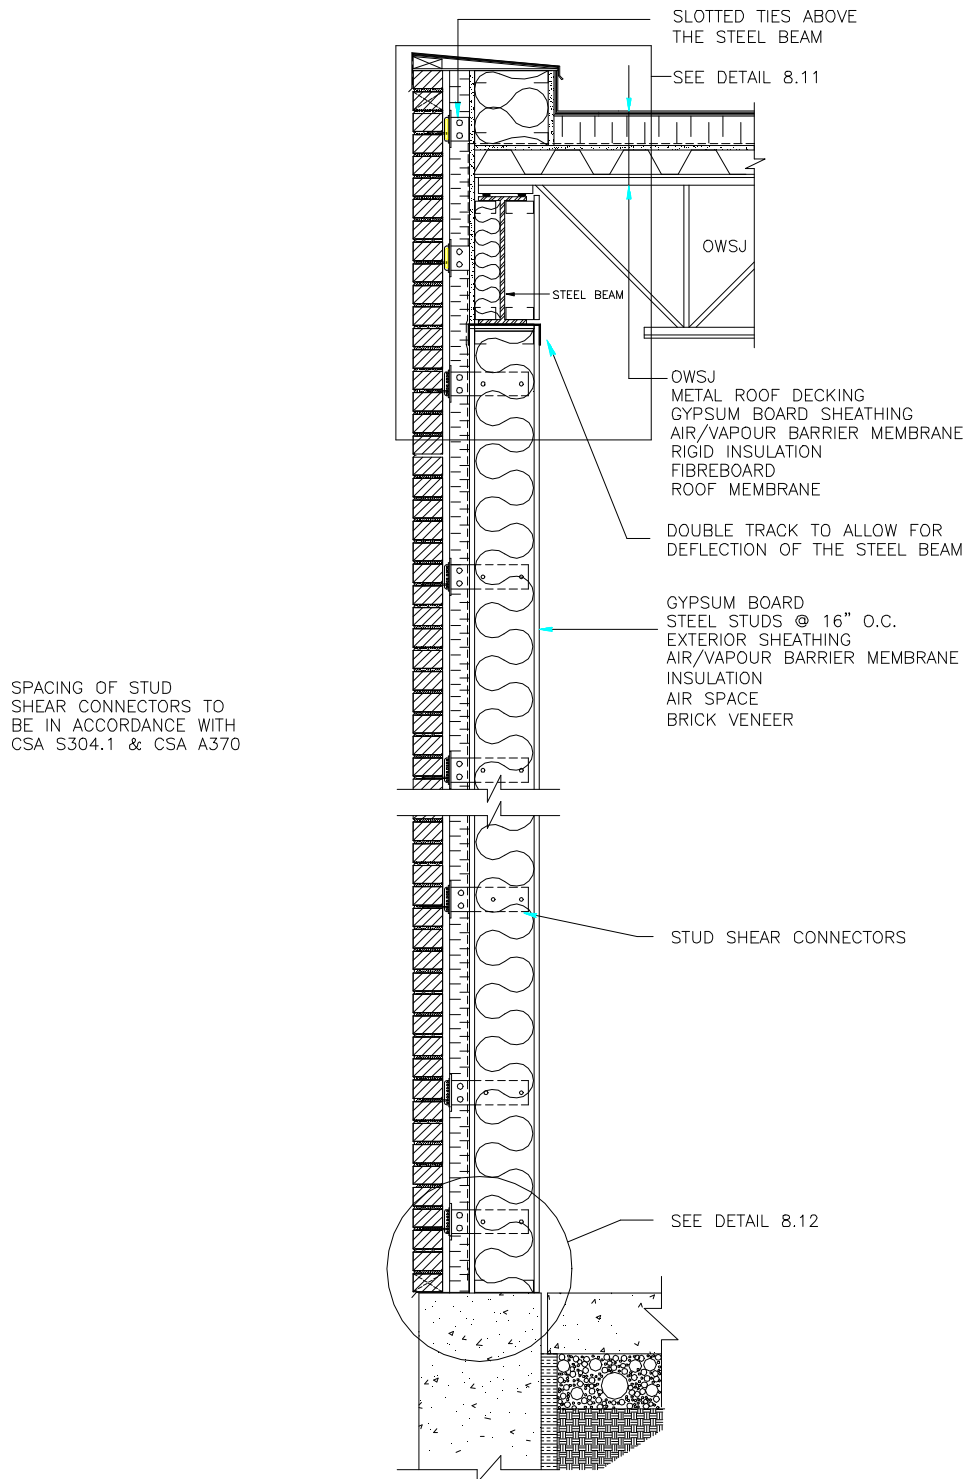 SLOTTED TIES ABOVE
THE STEEL BEAM
SEE DETAIL 8.11
OWSJ
STEEL BEAM
OWSJ
METAL ROOF DECKING
GYPSUM BOARD SHEATHING
AIR/VAPOUR BARRIER MEMBRANE
RIGID INSULATION
FIBREBOARD
ROOF MEMBRANE
DOUBLE TRACK TO ALLOW FOR
DEFLECTION OF THE STEEL BEAM
GYPSUM BOARD
STEEL STUDS @ 16" O.C.
EXTERIOR SHEATHING
AIR/VAPOUR BARRIER MEMBRANE
INSULATION
AIR SPACE
BRICK VENEER
SPACING OF STUD
SHEAR CONNECTORS TO
BE IN ACCORDANCE WITH
CSA S304.1 & CSA A370
STUD SHEAR CONNECTORS
SEE DETAIL 8.12